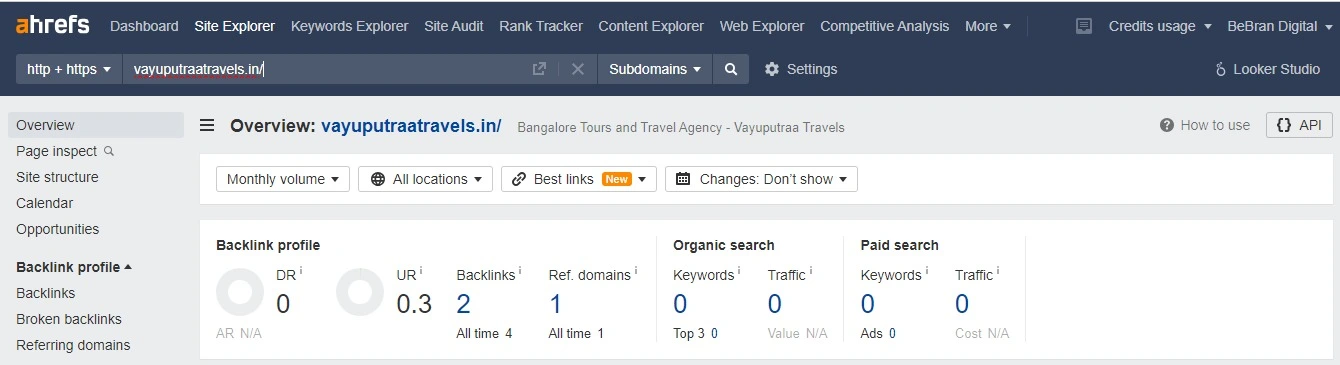 ahrefs Dashboard Site Explorer Keywords Explorer Site Audit Rank Tracker Content Explorer Web Explorer Competitive Analysis More Credits usage BeBran Digital
http + https vayuputraatravels.in/ Subdomains Settings Looker Studio
Overview
Page inspect
Site structure
Calendar
Opportunities
Backlink profile
Backlinks
Broken backlinks
Referring domains
Overview: vayuputraatravels.in/ Bangalore Tours and Travel Agency - Vayuputraa Travels ? How to use {} API
Monthly volume All locations Best links New Changes: Don't show
Backlink profile
DR i
0
AR N/A
UR i
0.3
Backlinks i
2
All time 4
Ref. domains i
1
All time 1
Organic search
Keywords i
0
Top 3 0
Traffic i
0
Value N/A
Paid search
Keywords i
0
Ads 0
Traffic i
0
Cost N/A